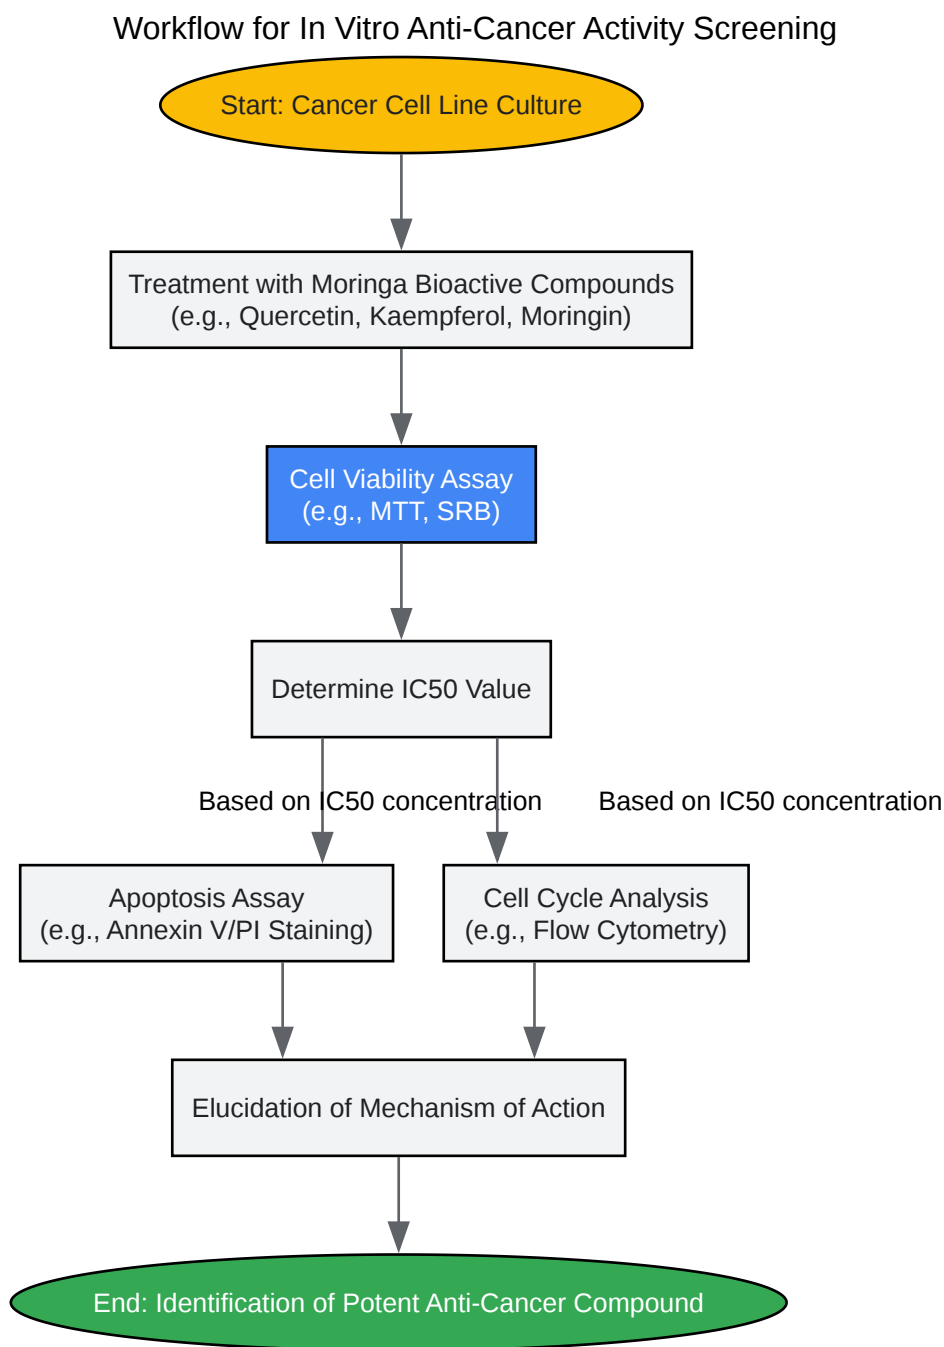 Workflow for In Vitro Anti-Cancer Activity Screening
Start: Cancer Cell Line Culture
Treatment with Moringa Bioactive Compounds
(e.g., Quercetin, Kaempferol, Moringin)
Cell Viability Assay
(e.g., MTT, SRB)
Determine IC50 Value
Based on IC50 concentration
Based on IC50 concentration
Apoptosis Assay
(e.g., Annexin V/PI Staining)
Cell Cycle Analysis
(e.g., Flow Cytometry)
Elucidation of Mechanism of Action
End: Identification of Potent Anti-Cancer Compound